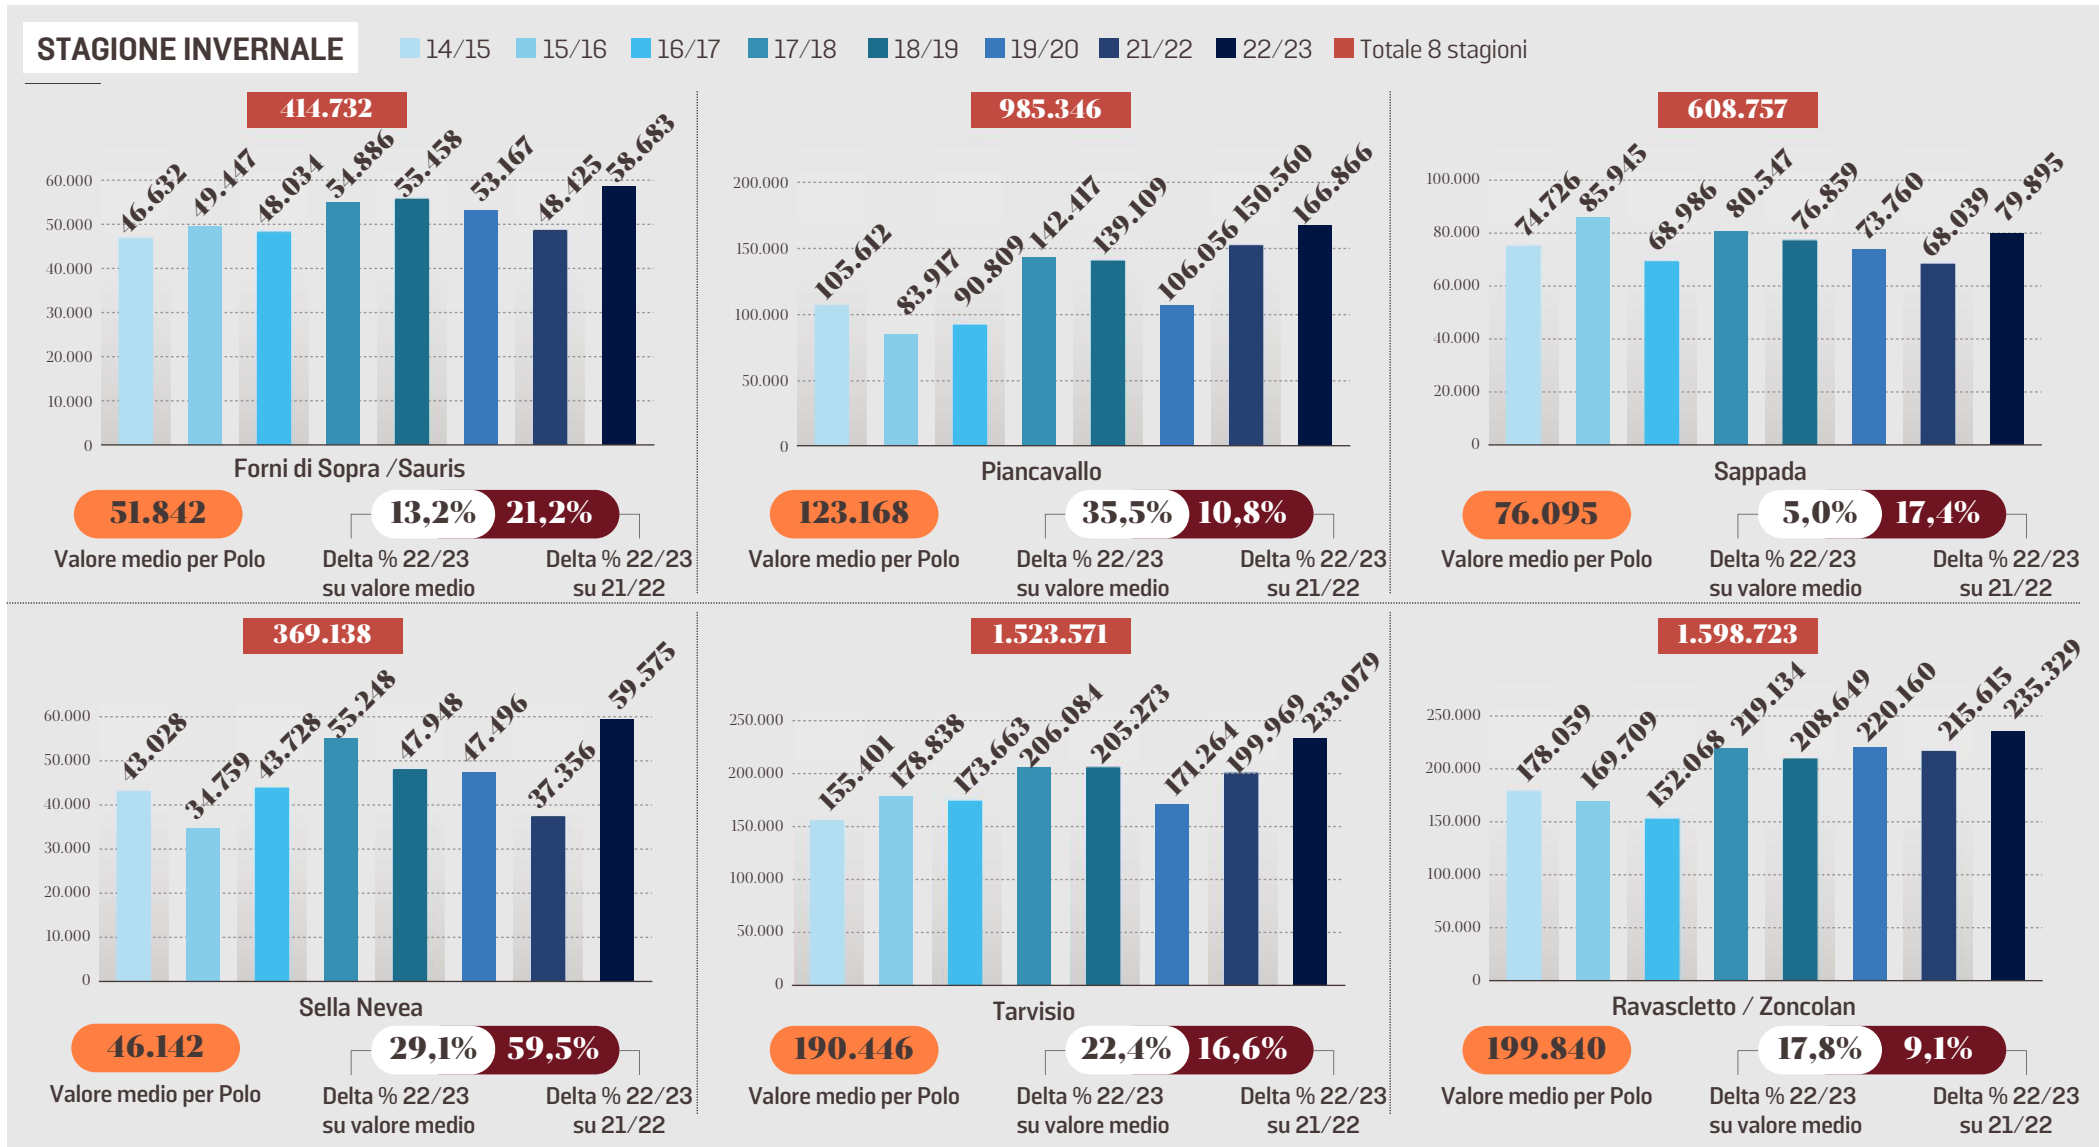 STAGIONE INVERNALE
14/15 15/16 16/17 17/18 18/19 19/20 21/22 22/23 Totale 8 stagioni
414.732
46.632 49.447 48.034 54.886 55.458 53.167 48.425 58.683
60.000
50.000
40.000
30.000
20.000
10.000
0
Forni di Sopra /Sauris
51.842 13,2% 21,2%
Valore medio per Polo
Delta % 22/23
su valore medio
Delta % 22/23
su 21/22
985.346
105.612 83.917 90.809 142.417 139.109 106.056 150.560 166.866
200.000
150.000
100.000
50.000
0
Piancavallo
123.168 35,5% 10,8%
Valore medio per Polo
Delta % 22/23
su valore medio
Delta % 22/23
su 21/22
608.757
74.726 85.945 68.986 80.547 76.859 73.760 68.039 79.895
100.000
80.000
60.000
40.000
20.000
0
Sappada
76.095 5,0% 17,4%
Valore medio per Polo
Delta % 22/23
su valore medio
Delta % 22/23
su 21/22
369.138
43.028 34.759 43.728 55.248 47.948 47.496 37.356 59.575
60.000
50.000
40.000
30.000
20.000
10.000
0
Sella Nevea
46.142 29,1% 59,5%
Valore medio per Polo
Delta % 22/23
su valore medio
Delta % 22/23
su 21/22
1.523.571
155.401 178.838 173.663 206.084 205.273 171.264 199.969 233.079
250.000
200.000
150.000
100.000
50.000
0
Tarvisio
190.446 22,4% 16,6%
Valore medio per Polo
Delta % 22/23
su valore medio
Delta % 22/23
su 21/22
1.598.723
178.059 169.709 152.068 219.134 208.649 220.160 215.615 235.329
250.000
200.000
150.000
100.000
50.000
0
Ravascletto / Zoncolan
199.840 17,8% 9,1%
Valore medio per Polo
Delta % 22/23
su valore medio
Delta % 22/23
su 21/22